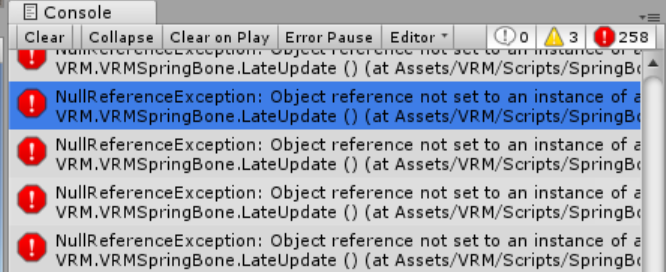 Console
Clear Collapse Clear on Play Error Pause Editor 0 3 258
NullReferenceException: Object reference not set to an instance of a
VRM.VRMSpringBone.LateUpdate () (at Assets/VRM/Scripts/SpringBo
NullReferenceException: Object reference not set to an instance of a
VRM.VRMSpringBone.LateUpdate () (at Assets/VRM/Scripts/SpringBo
NullReferenceException: Object reference not set to an instance of a
VRM.VRMSpringBone.LateUpdate () (at Assets/VRM/Scripts/SpringBo
NullReferenceException: Object reference not set to an instance of a
VRM.VRMSpringBone.LateUpdate () (at Assets/VRM/Scripts/SpringBo
NullReferenceException: Object reference not set to an instance of a
VRM.VRMSpringBone.LateUpdate () (at Assets/VRM/Scripts/SpringBo